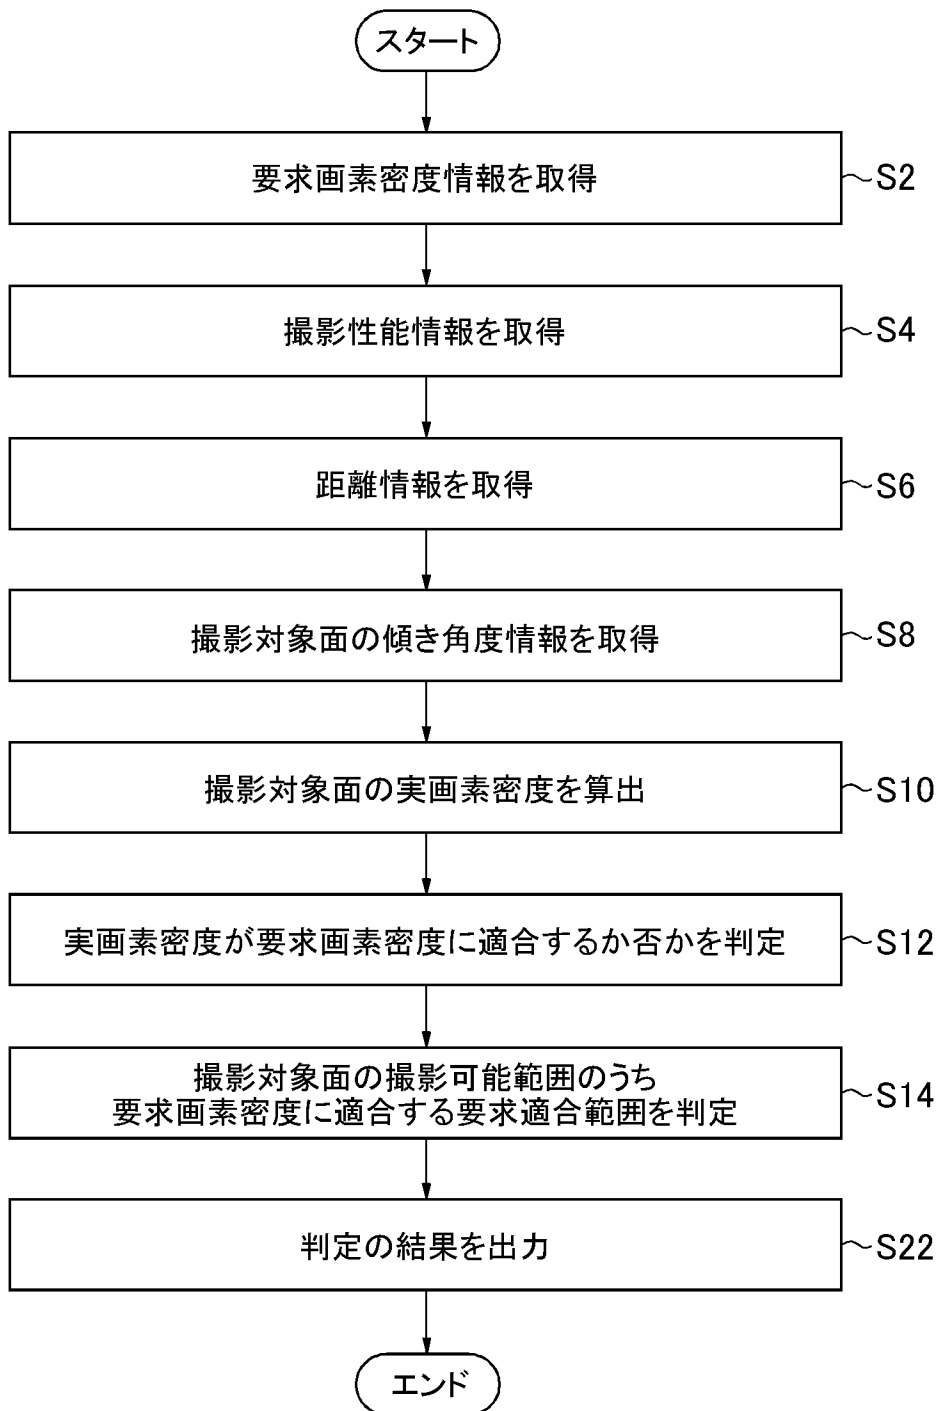 スタート
要求画素密度情報を取得
S2
撮影性能情報を取得
S4
距離情報を取得
S6
撮影対象面の傾き角度情報を取得
S8
撮影対象面の実画素密度を算出
S10
実画素密度が要求画素密度に適合するか否かを判定
S12
撮影対象面の撮影可能範囲のうち
要求画素密度に適合する要求適合範囲を判定
S14
判定の結果を出力
S22
エンド